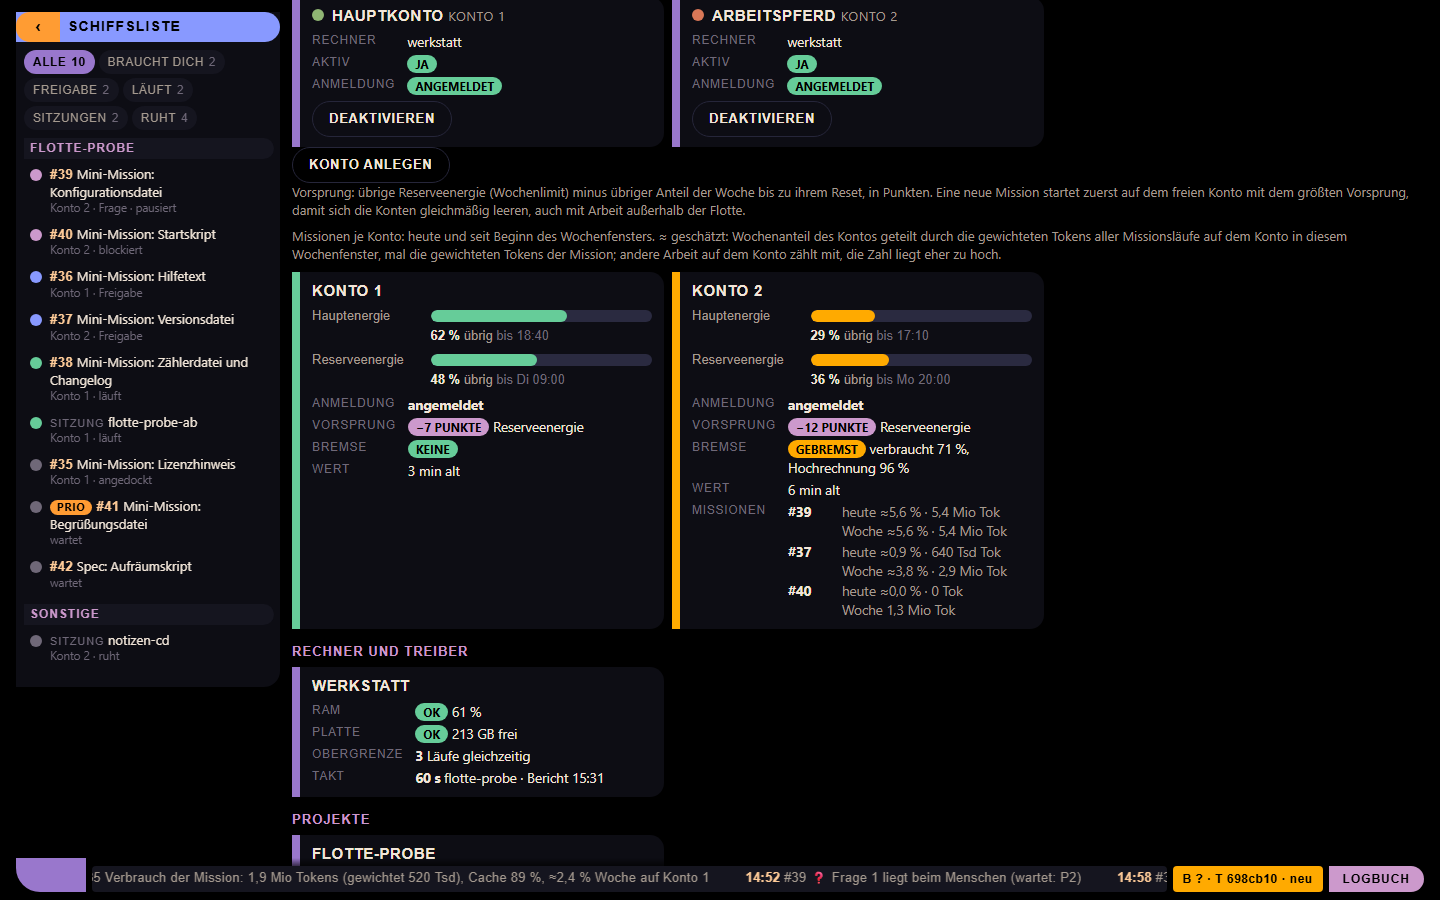 ‹ SCHIFFSLISTE
ALLE 10 BRAUCHT DICH 2
FREIGABE 2 LÄUFT 2
SITZUNGEN 2 RUHT 4
FLOTTE-PROBE
#39 Mini-Mission:
Konfigurationsdatei
Konto 2 · Frage · pausiert
#40 Mini-Mission: Startskript
Konto 2 · blockiert
#36 Mini-Mission: Hilfetext
Konto 1 · Freigabe
#37 Mini-Mission: Versionsdatei
Konto 2 · Freigabe
#38 Mini-Mission: Zählerdatei und
Changelog
Konto 1 · läuft
SITZUNG flotte-probe-ab
Konto 1 · läuft
#35 Mini-Mission: Lizenzhinweis
Konto 1 · angedockt
PRIO #41 Mini-Mission:
Begrüßungsdatei
wartet
#42 Spec: Aufräumskript
wartet
SONSTIGE
SITZUNG notizen-cd
Konto 2 · ruht
HAUPTKONTO KONTO 1
RECHNER werkstatt
AKTIV JA
ANMELDUNG ANGEMELDET
DEAKTIVIEREN
ARBEITSPFERD KONTO 2
RECHNER werkstatt
AKTIV JA
ANMELDUNG ANGEMELDET
DEAKTIVIEREN
KONTO ANLEGEN
Vorsprung: übrige Reserveenergie (Wochenlimit) minus übriger Anteil der Woche bis zu ihrem Reset, in Punkten. Eine neue Mission startet zuerst auf dem freien Konto mit dem größten Vorsprung,
damit sich die Konten gleichmäßig leeren, auch mit Arbeit außerhalb der Flotte.
Missionen je Konto: heute und seit Beginn des Wochenfensters. ≈ geschätzt: Wochenanteil des Kontos geteilt durch die gewichteten Tokens aller Missionsläufe auf dem Konto in diesem
Wochenfenster, mal die gewichteten Tokens der Mission; andere Arbeit auf dem Konto zählt mit, die Zahl liegt eher zu hoch.
KONTO 1
Hauptenergie
62 % übrig bis 18:40
Reserveenergie
48 % übrig bis Di 09:00
ANMELDUNG angemeldet
VORSPRUNG −7 PUNKTE Reserveenergie
BREMSE KEINE
WERT 3 min alt
KONTO 2
Hauptenergie
29 % übrig bis 17:10
Reserveenergie
36 % übrig bis Mo 20:00
ANMELDUNG angemeldet
VORSPRUNG −12 PUNKTE Reserveenergie
BREMSE GEBREMST verbraucht 71 %,
Hochrechnung 96 %
WERT 6 min alt
MISSIONEN #39 heute ≈5,6 % · 5,4 Mio Tok
Woche ≈5,6 % · 5,4 Mio Tok
#37 heute ≈0,9 % · 640 Tsd Tok
Woche ≈3,8 % · 2,9 Mio Tok
#40 heute ≈0,0 % · 0 Tok
Woche 1,3 Mio Tok
RECHNER UND TREIBER
WERKSTATT
RAM OK 61 %
PLATTE OK 213 GB frei
OBERGRENZE 3 Läufe gleichzeitig
TAKT 60 s flotte-probe · Bericht 15:31
PROJEKTE
FLOTTE-PROBE
5 Verbrauch der Mission: 1,9 Mio Tokens (gewichtet 520 Tsd), Cache 89 %, ≈2,4 % Woche auf Konto 1 14:52 #39 ❓ Frage 1 liegt beim Menschen (wartet: P2) 14:58
B ? · T 698cb10 · neu
LOGBUCH